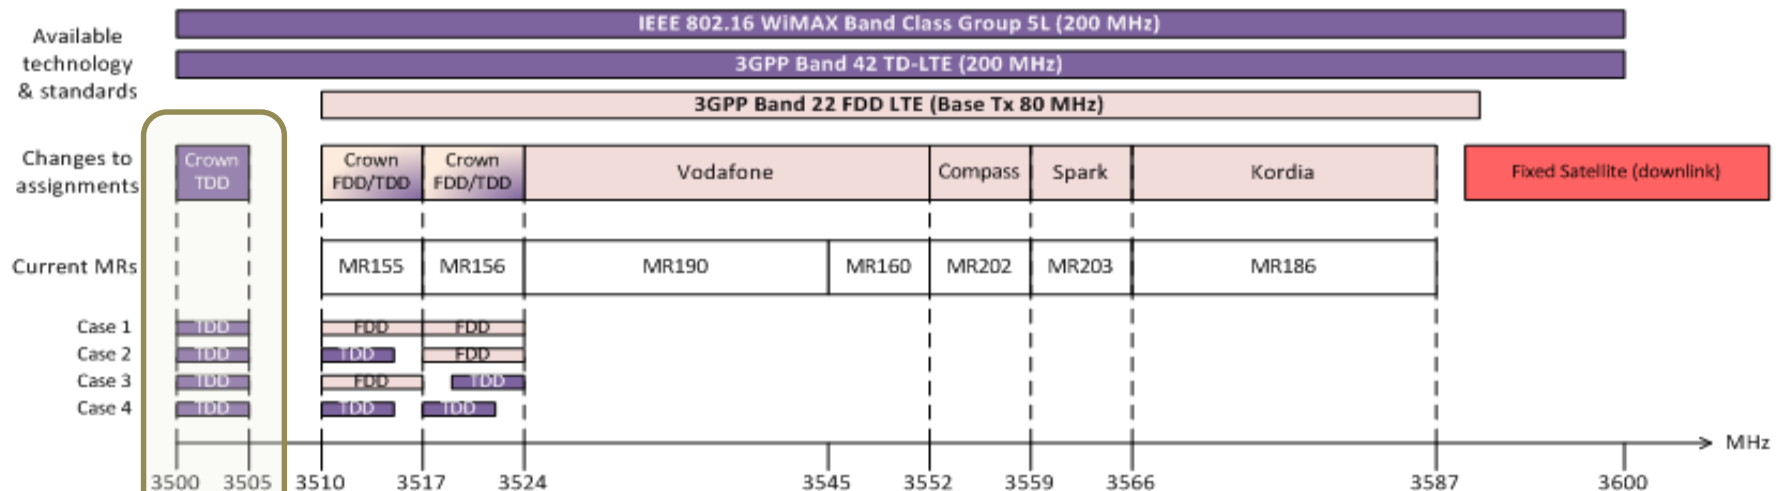 IEEE 802.16 WiMAX Band Class Group 5L (200 MHz)
Available
technology
& standards
3GPP Band 42 TD-LTE (200 MHz)
3GPP Band 22 FDD LTE (Base Tx 80 MHz)
Changes to
assignments
Crown
TDD
Crown
FDD/TDD
Crown
FDD/TDD
Vodafone
Compass
Spark
Kordia
Fixed Satellite (downlink)
Current MRs
MR155
MR156
MR190
MR160
MR202
MR203
MR186
Case 1 TDD FDD FDD
Case 2 TDD TDD FDD
Case 3 TDD FDD TDD
Case 4 TDD TDD TDD
MHz
3500 3505 3510 3517 3524 3545 3552 3559 3566 3587 3600